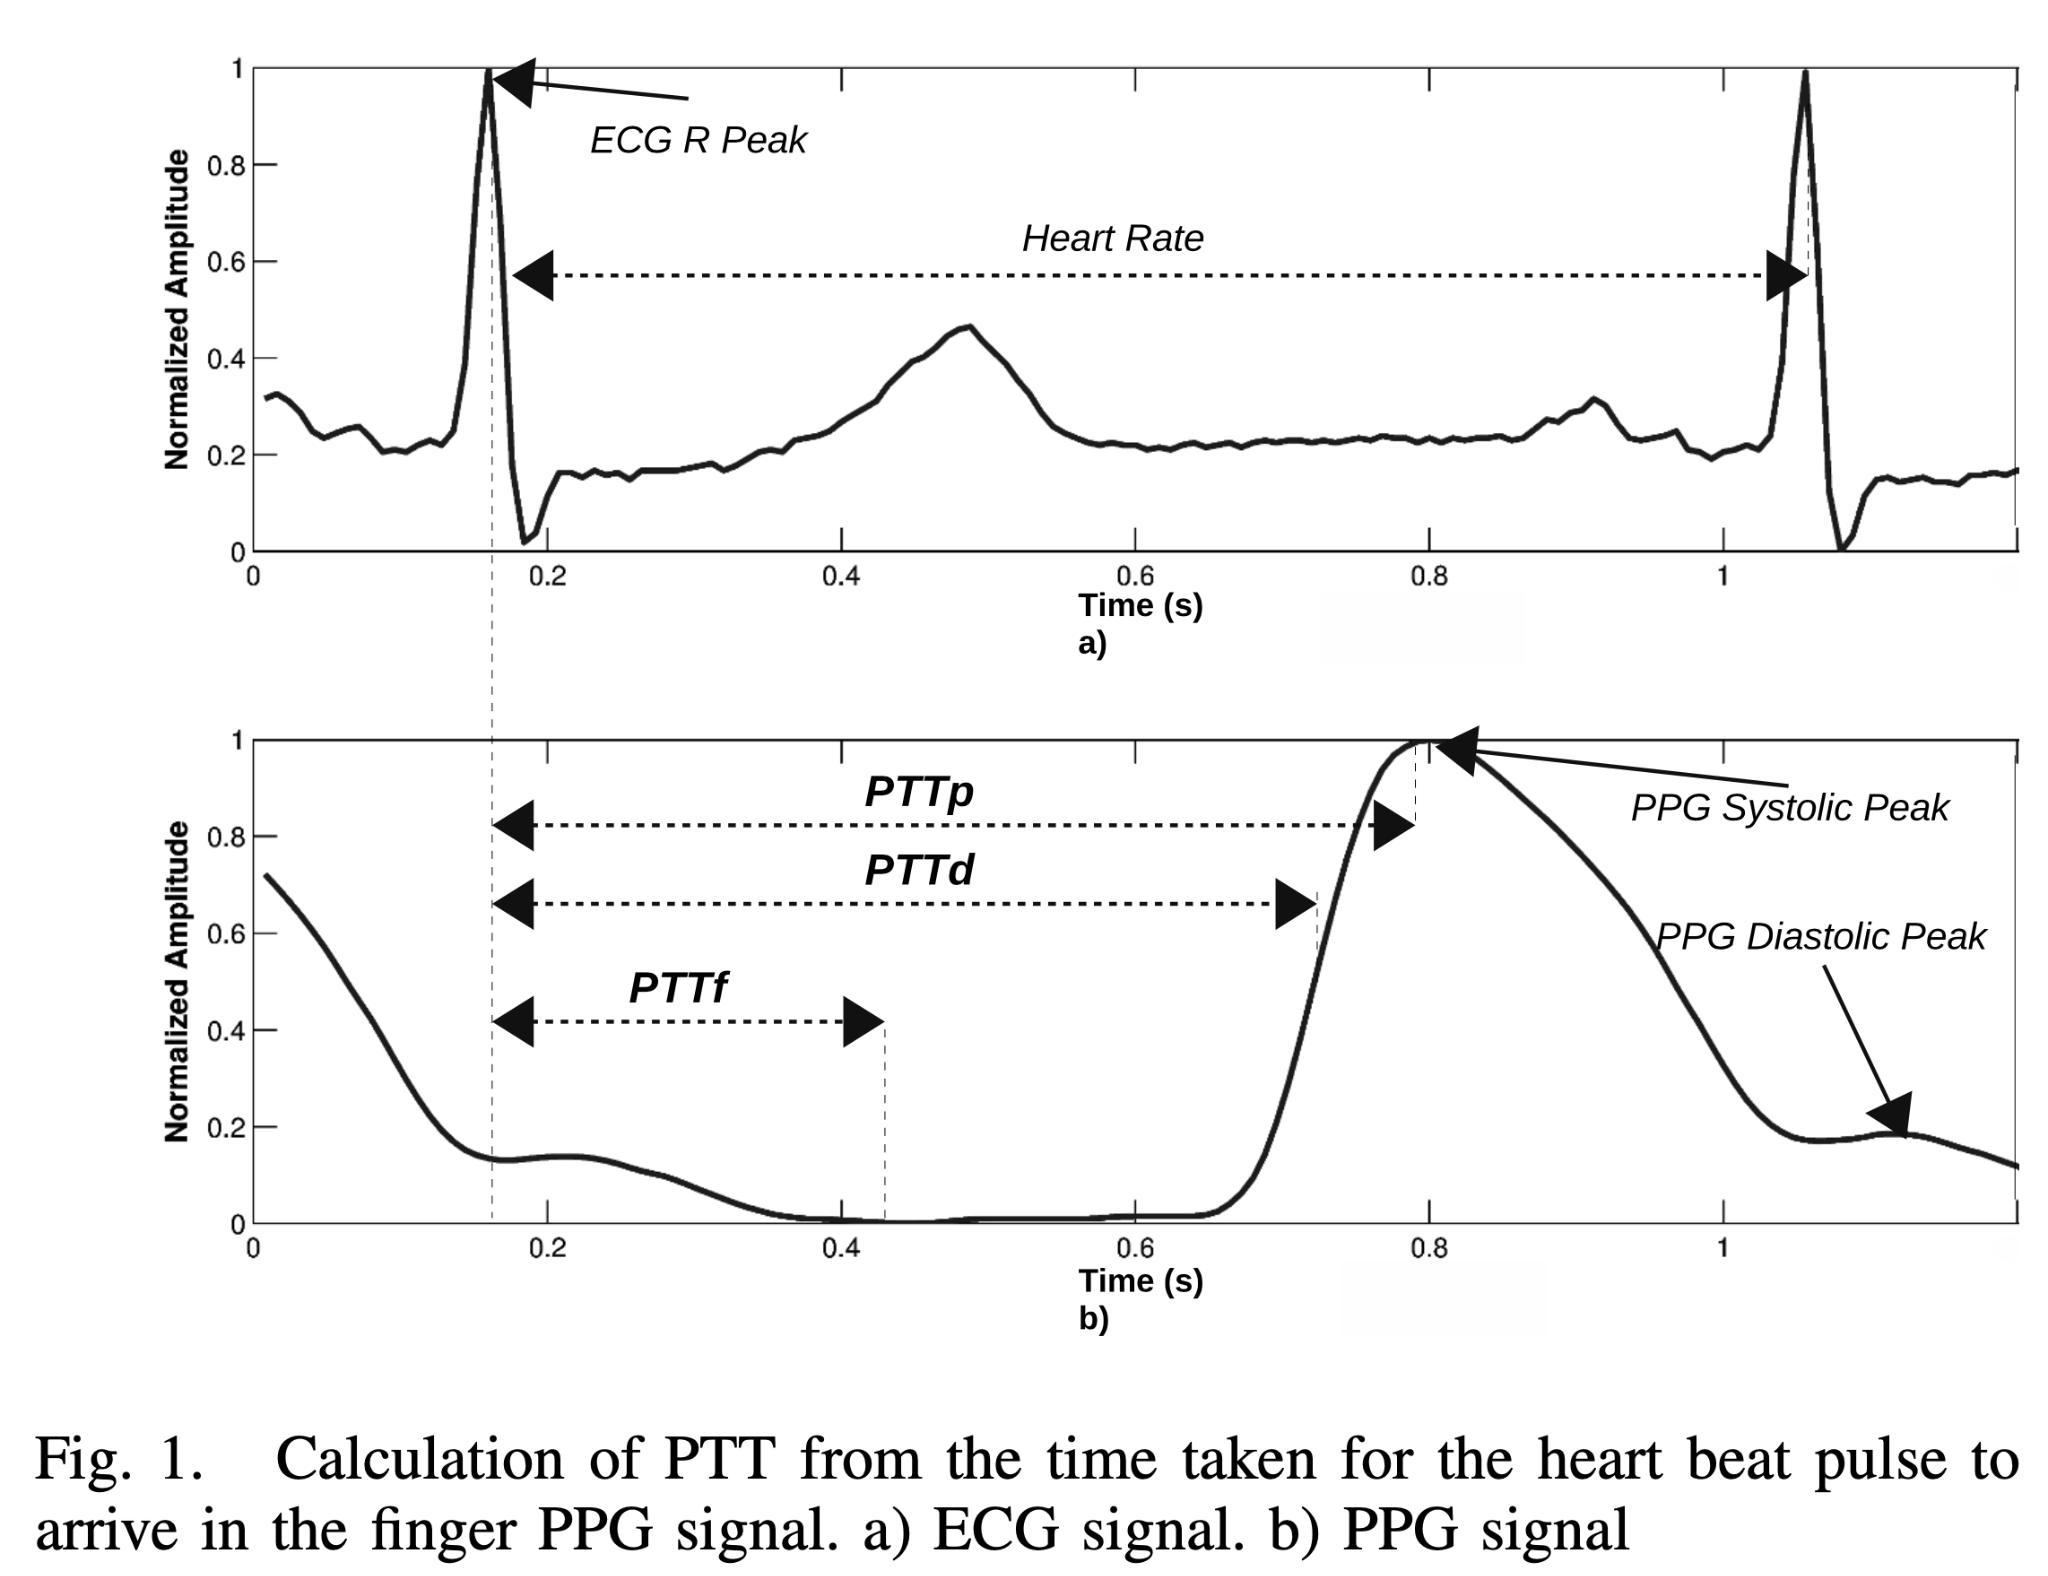 1
ECG R Peak
0.8
Heart Rate
0.6
0.4
0.2
0
Normalized Amplitude
0 0.2 0.4 0.6 0.8 1
Time (s)
a)
1
PTTp
PPG Systolic Peak
0.8
PTTd
0.6
PPG Diastolic Peak
PTTf
0.4
0.2
0
Normalized Amplitude
0 0.2 0.4 0.6 0.8 1
Time (s)
b)
Fig. 1. Calculation of PTT from the time taken for the heart beat pulse to
arrive in the finger PPG signal. a) ECG signal. b) PPG signal